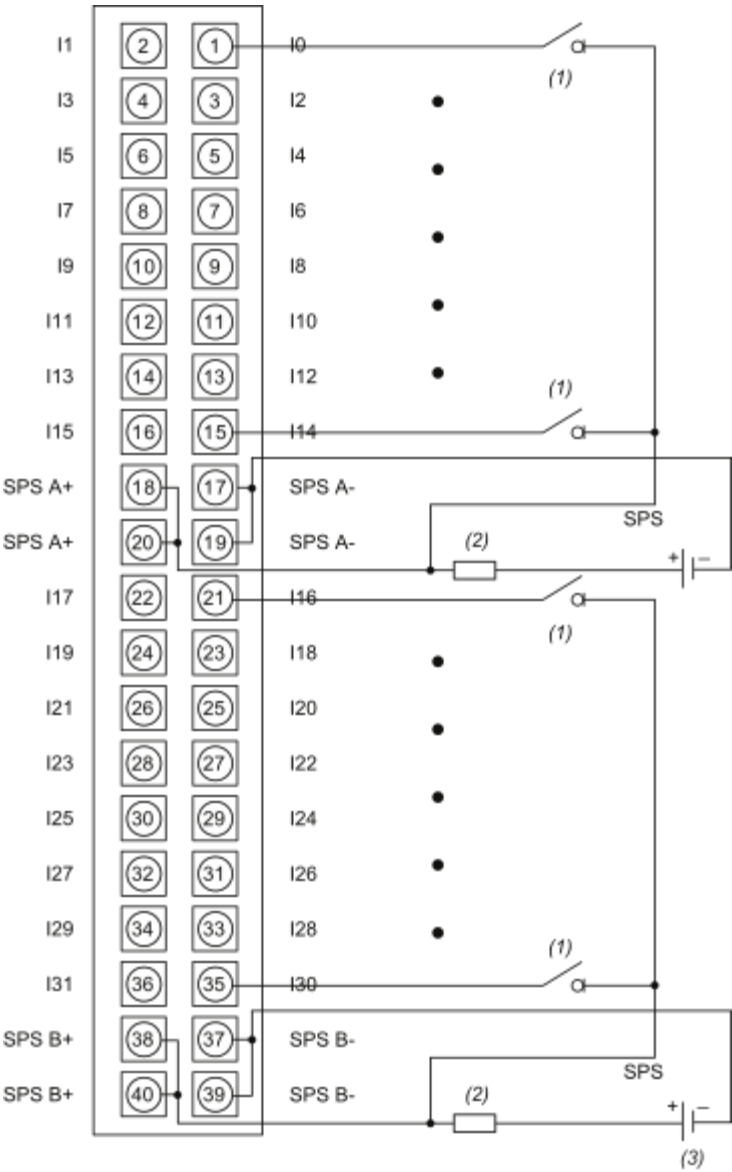 I1 2 1 I0
(1)
I3 4 3 I2
I5 6 5 I4
I7 8 7 I6
I9 10 9 I8
I11 12 11 I10
I13 14 13 I12
(1)
I15 16 15 I14
SPS A+ 18 17 SPS A-
SPS
SPS A+ 20 19 SPS A- (2)
+ –
I17 22 21 I16
(1)
I19 24 23 I18
I21 26 25 I20
I23 28 27 I22
I25 30 29 I24
I27 32 31 I26
I29 34 33 I28
(1)
I31 36 35 I30
SPS B+ 38 37 SPS B-
SPS
SPS B+ 40 39 SPS B- (2)
+ –
(3)